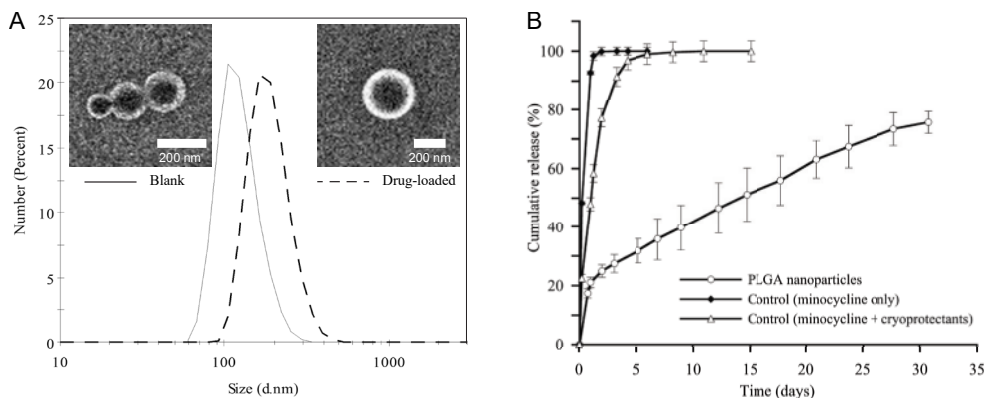 A
25
20
15
10
5
0
Number (Percent)
200 nm
200 nm
Blank
Drug-loaded
10
100
1000
Size (d.nm)
B
100
80
60
40
20
0
Cumulative release (%)
PLGA nanoparticles
Control (minocycline only)
Control (minocycline + cryoprotectants)
0
5
10
15
20
25
30
35
Time (days)